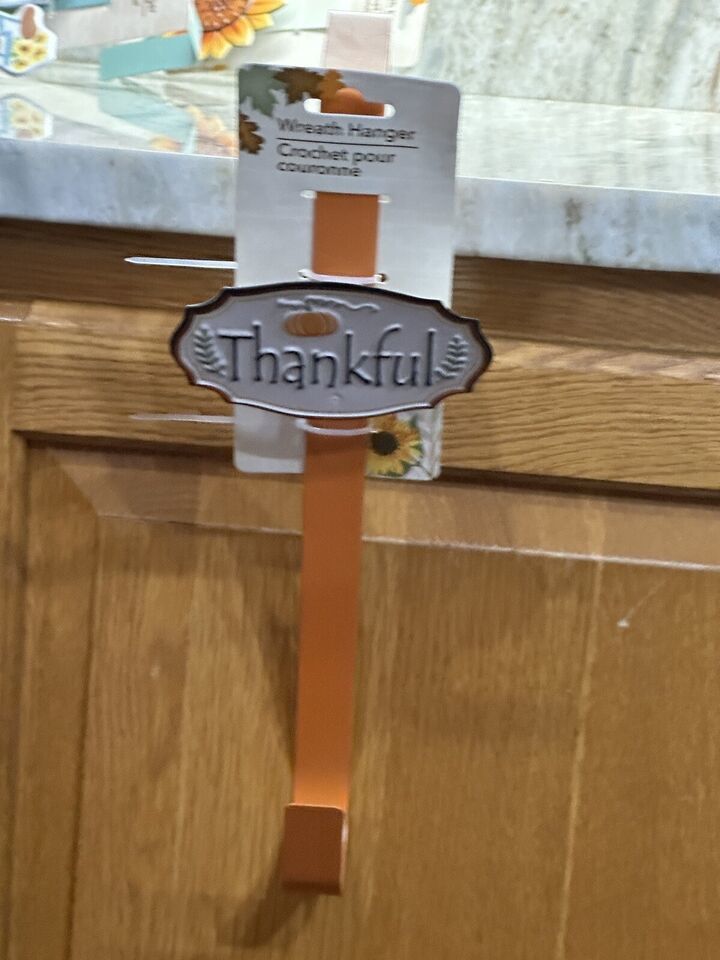 Wreath Hanger
Crochet pour
couronne
Thankful